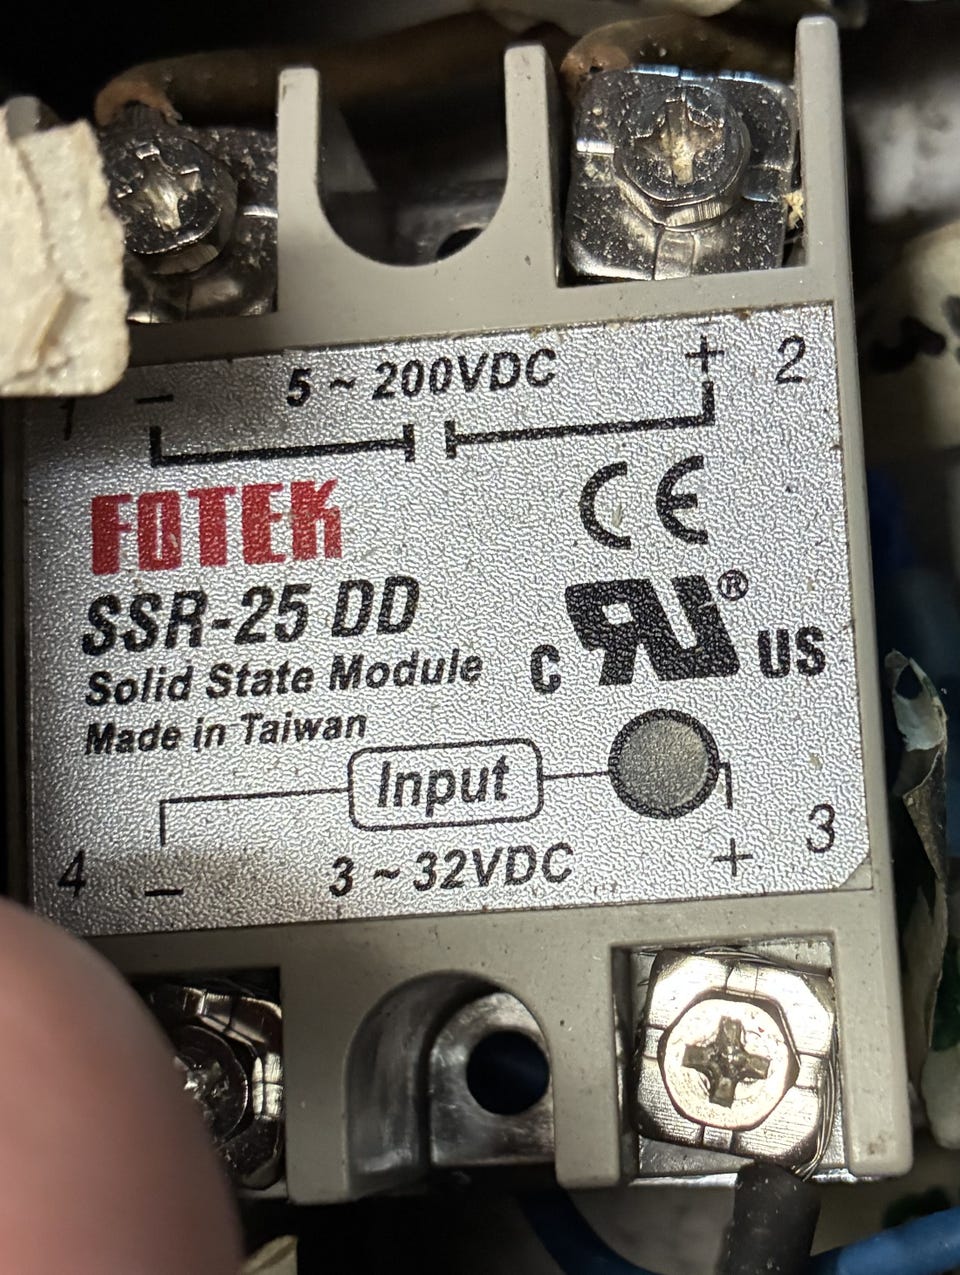 5 ~ 200VDC
1 − + 2
FOTEK
CE
SSR-25 DD
Solid State Module
Made in Taiwan
C RU® US
Input
4 − 3 ~ 32VDC + 3